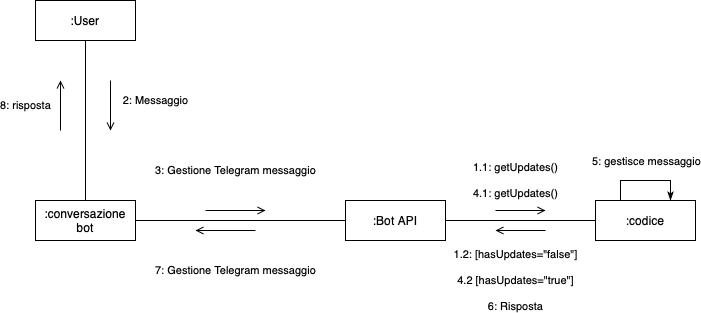 :User
8: risposta
2: Messaggio
3: Gestione Telegram messaggio
1.1: getUpdates()
5: gestisce messaggio
4.1: getUpdates()
:conversazione
bot
:Bot API
:codice
7: Gestione Telegram messaggio
1.2: [hasUpdates="false"]
4.2 [hasUpdates="true"]
6: Risposta